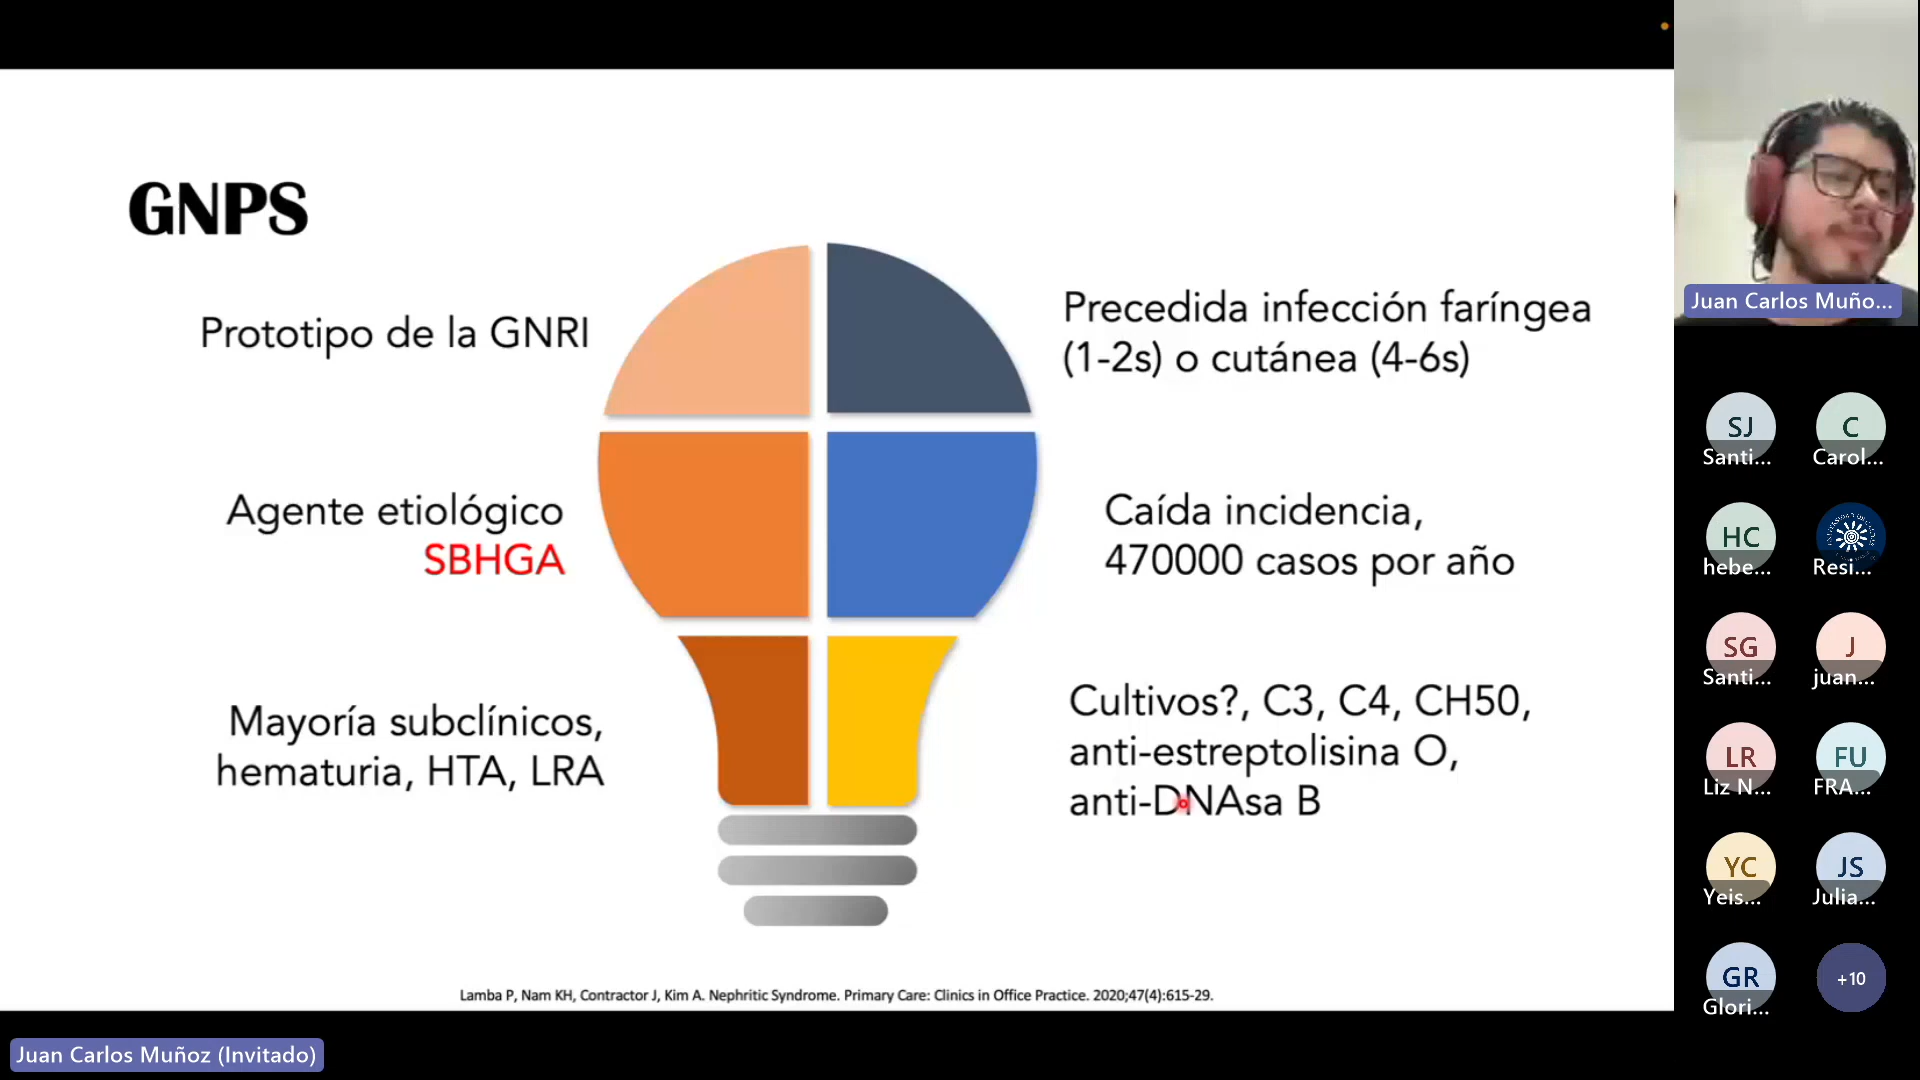 GNPS
Prototipo de la GNRI
Agente etiológico
SBHGA
Mayoría subclínicos,
hematuria, HTA, LRA
Precedida infección faríngea
(1-2s) o cutánea (4-6s)
Caída incidencia,
470000 casos por año
Cultivos?, C3, C4, CH50,
anti-estreptolisina O,
anti-DNAsa B
Lamba P, Nam KH, Contractor J, Kim A. Nephritic Syndrome. Primary Care: Clinics in Office Practice. 2020;47(4):615-29.
Juan Carlos Muñoz (Invitado)
Juan Carlos Muño...
SJ
Santi...
C
Carol...
HC
hebe...
Resi...
SG
Santi...
J
juan...
LR
Liz N...
FU
FRA...
YC
Yeis...
JS
Julia...
GR
Glori...
+10